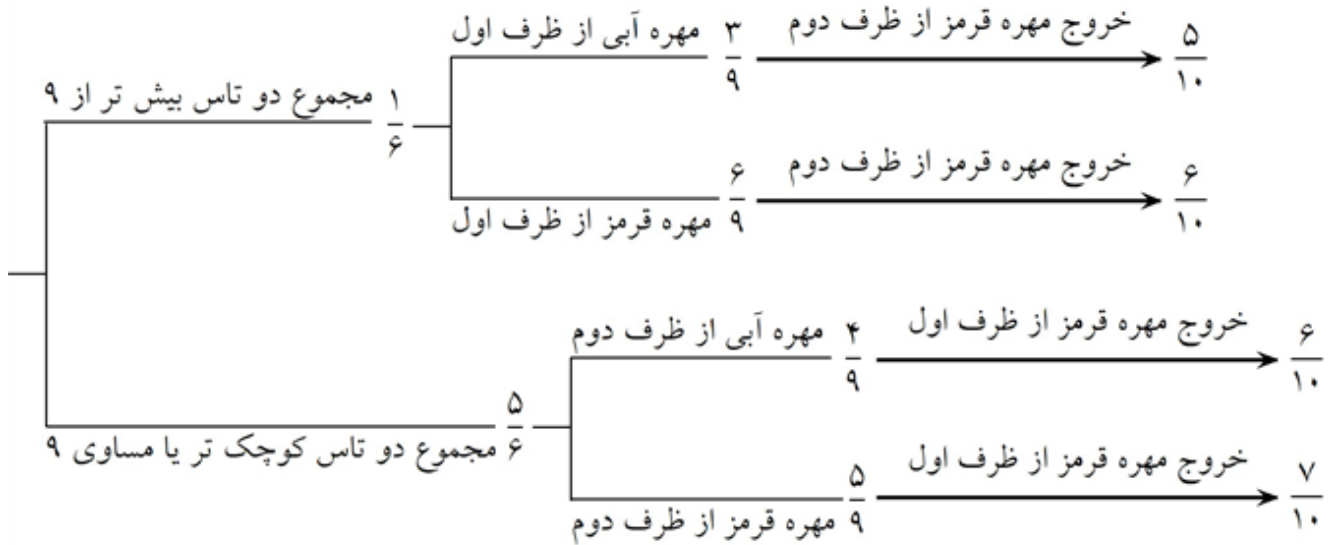 مهره آبی از ظرف اول ۳/۹ خروج مهره قرمز از ظرف دوم ۵/۱۰
مجموع دو تاس بیش تر از ۹ ۱/۶
مهره قرمز از ظرف اول ۶/۹ خروج مهره قرمز از ظرف دوم ۶/۱۰
مهره آبی از ظرف دوم ۴/۹ خروج مهره قرمز از ظرف اول ۶/۱۰
مجموع دو تاس کوچک تر یا مساوی ۹ ۵/۶
مهره قرمز از ظرف دوم ۵/۹ خروج مهره قرمز از ظرف اول ۷/۱۰